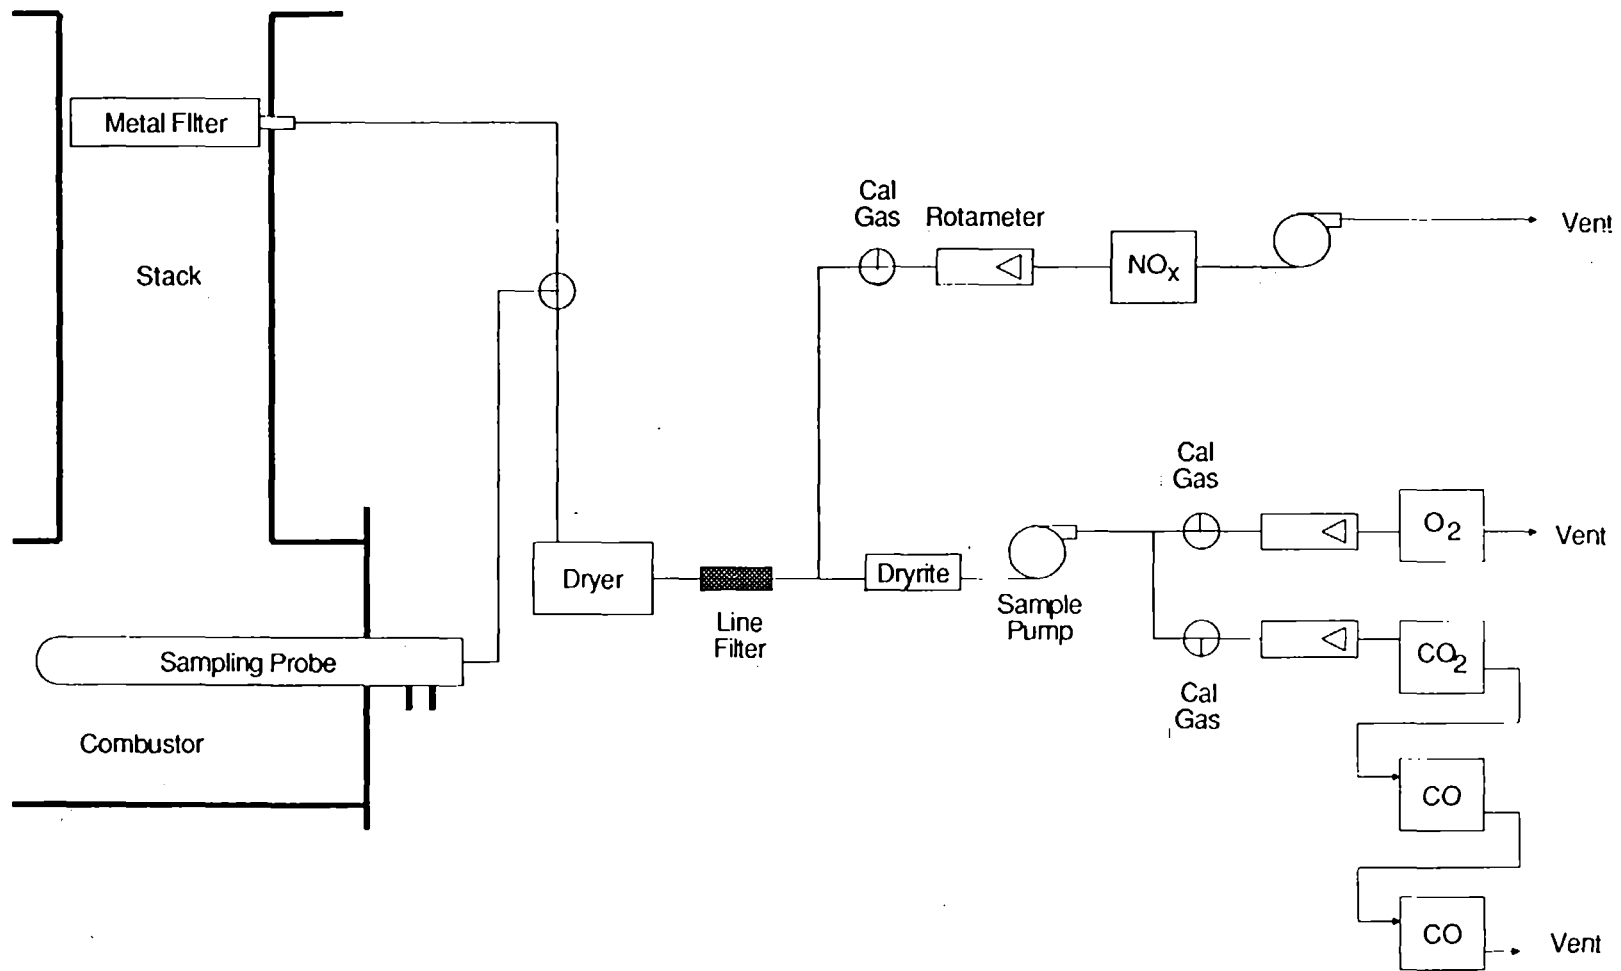 Metal FIlter
Stack
Cal
Gas
Rotameter
NOx
Vent
Cal
Gas
O2
Vent
Dryer
Line
Filter
Dryrite
Sample
Pump
Sampling Probe
CO2
Cal
Gas
Combustor
CO
CO
Vent